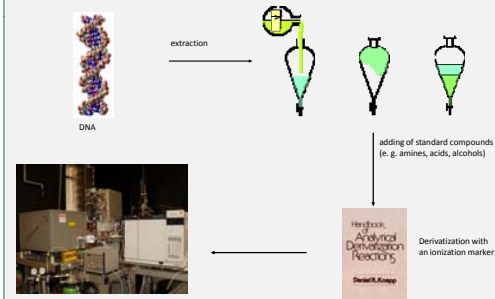 extraction
DNA
adding of standard compounds
(e. g. amines, acids, alcohols)
Handbook
of
Analytical
Derivatization
Reactions
Daniel R. Knapp
Derivatization with
an ionization marker